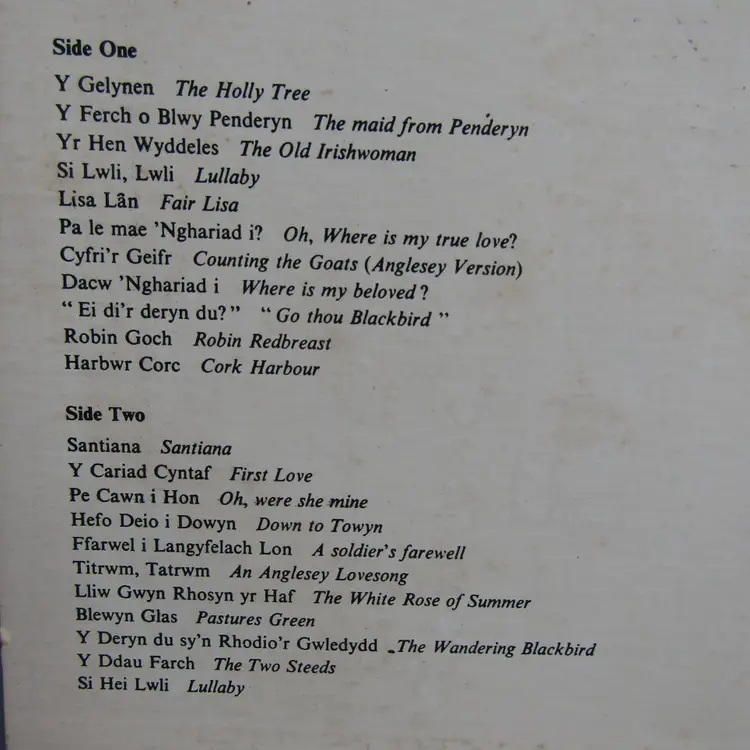 Side One
Y Gelynen The Holly Tree
Y Ferch o Blwy Penderyn The maid from Penderyn
Yr Hen Wyddeles The Old Irishwoman
Si Lwli, Lwli Lullaby
Lisa Lân Fair Lisa
Pa le mae 'Nghariad i? Oh, Where is my true love?
Cyfri'r Geifr Counting the Goats (Anglesey Version)
Dacw 'Nghariad i Where is my beloved?
“ Ei di'r deryn du?” “ Go thou Blackbird ”
Robin Goch Robin Redbreast
Harbwr Corc Cork Harbour
Side Two
Santiana Santiana
Y Cariad Cyntaf First Love
Pe Cawn i Hon Oh, were she mine
Hefo Deio i Dowyn Down to Towyn
Ffarwel i Langyfelach Lon A soldier's farewell
Titrwm, Tatrwm An Anglesey Lovesong
Lliw Gwyn Rhosyn yr Haf The White Rose of Summer
Blewyn Glas Pastures Green
Y Deryn du sy'n Rhodio'r Gwledydd The Wandering Blackbird
Y Ddau Farch The Two Steeds
Si Hei Lwli Lullaby